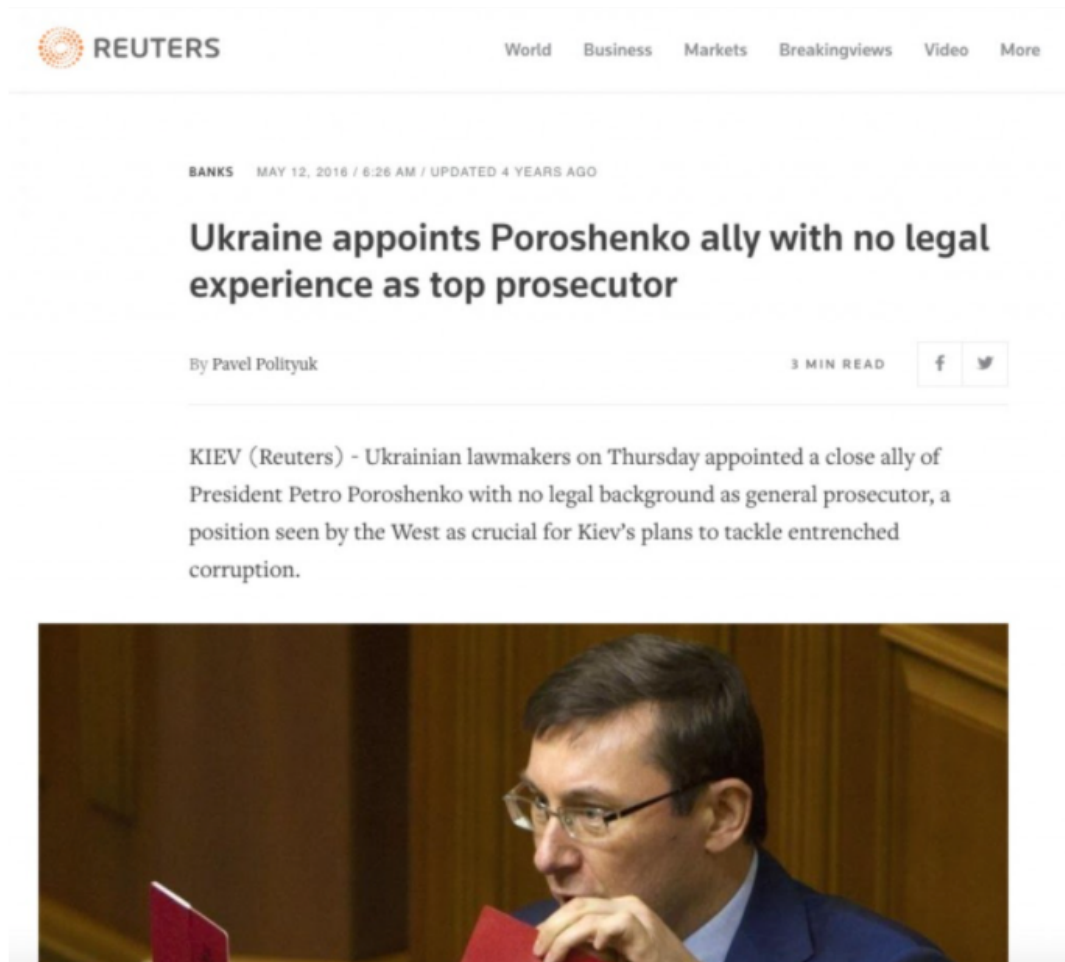 REUTERS World Business Markets Breakingviews Video More
BANKS MAY 12, 2016 / 6:26 AM / UPDATED 4 YEARS AGO
Ukraine appoints Poroshenko ally with no legal
experience as top prosecutor
By Pavel Polityuk 3 MIN READ
KIEV (Reuters) - Ukrainian lawmakers on Thursday appointed a close ally of
President Petro Poroshenko with no legal background as general prosecutor, a
position seen by the West as crucial for Kiev's plans to tackle entrenched
corruption.